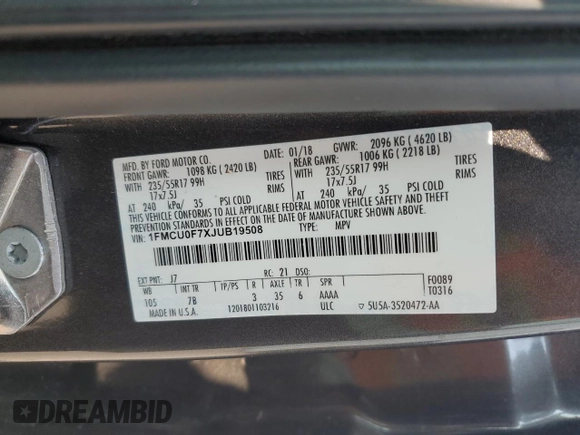 MFD. BY FORD MOTOR CO.
DATE: 01/18 GVWR: 2096 KG (4620 LB)
FRONT GAWR: 1098 KG (2420 LB) REAR GAWR: 1006 KG (2218 LB)
WITH 235/55R17 99H TIRES WITH 235/55R17 99H TIRES
17x7.5J RIMS 17x7.5J RIMS
AT 240 kPa/ 35 PSI COLD AT 240 kPa/ 35 PSI COLD
THIS VEHICLE CONFORMS TO ALL APPLICABLE FEDERAL MOTOR VEHICLE SAFETY AND THEFT
PREVENTION STANDARDS IN EFFECT ON THE DATE OF MANUFACTURE SHOWN ABOVE.
VIN: 1FMCU0F7XJUB19508 TYPE: MPV
EXT PNT: J7 RC: 21 DSO:
WB INT TR TP/PS R AXLE TR SPR F0089
105 7B 3 35 6 AAAA T0316
MADE IN U.S.A. 1201801103216 ULC 5U5A-3520472-AA
DREAMBID